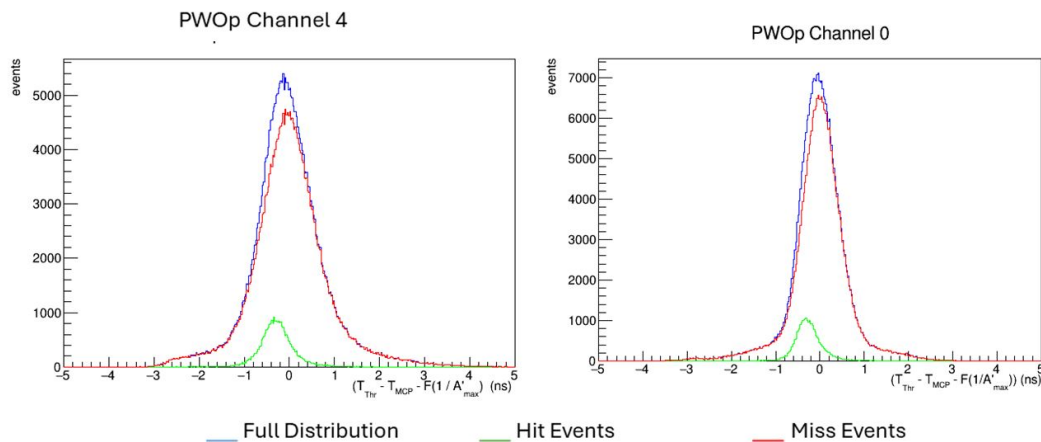 PWOp Channel 4
events
5000
4000
3000
2000
1000
0
−5 −4 −3 −2 −1 0 1 2 3 4 5
(T_Thr - T_MCP - F(1 / A'_max) (ns)
PWOp Channel 0
events
7000
6000
5000
4000
3000
2000
1000
0
−5 −4 −3 −2 −1 0 1 2 3 4 5
(T_Thr - T_MCP - F(1/A'_max)) (ns)
Full Distribution Hit Events Miss Events